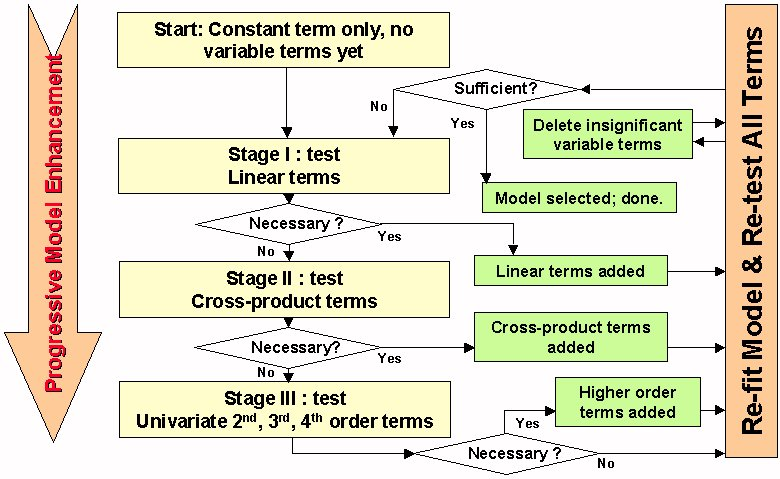 Progressive Model Enhancement
Start: Constant term only, no
variable terms yet
Sufficient?
No
Yes
Delete insignificant
variable terms
Stage I : test
Linear terms
Model selected; done.
Necessary ?
Yes
No
Linear terms added
Stage II : test
Cross-product terms
Cross-product terms
added
Necessary?
Yes
No
Stage III : test
Univariate 2nd, 3rd, 4th order terms
Higher order
terms added
Yes
Necessary ?
No
Re-fit Model & Re-test All Terms